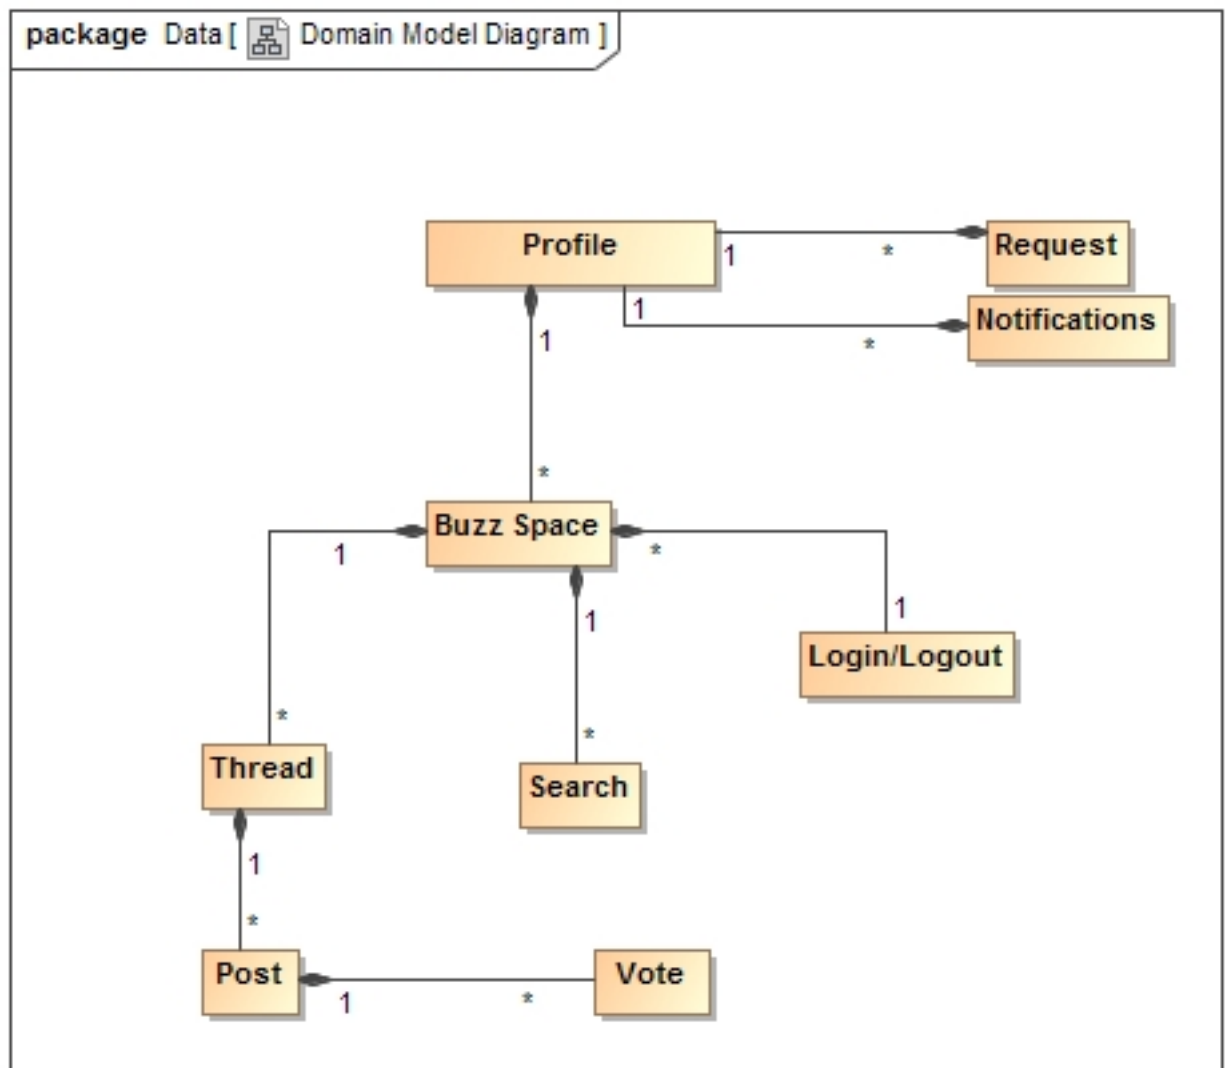 package Data [ Domain Model Diagram ]
Profile
1
*
Request
1
*
Notifications
1
*
Buzz Space
1
*
1
1
Login/Logout
*
*
Thread
Search
1
*
Post
1
*
Vote